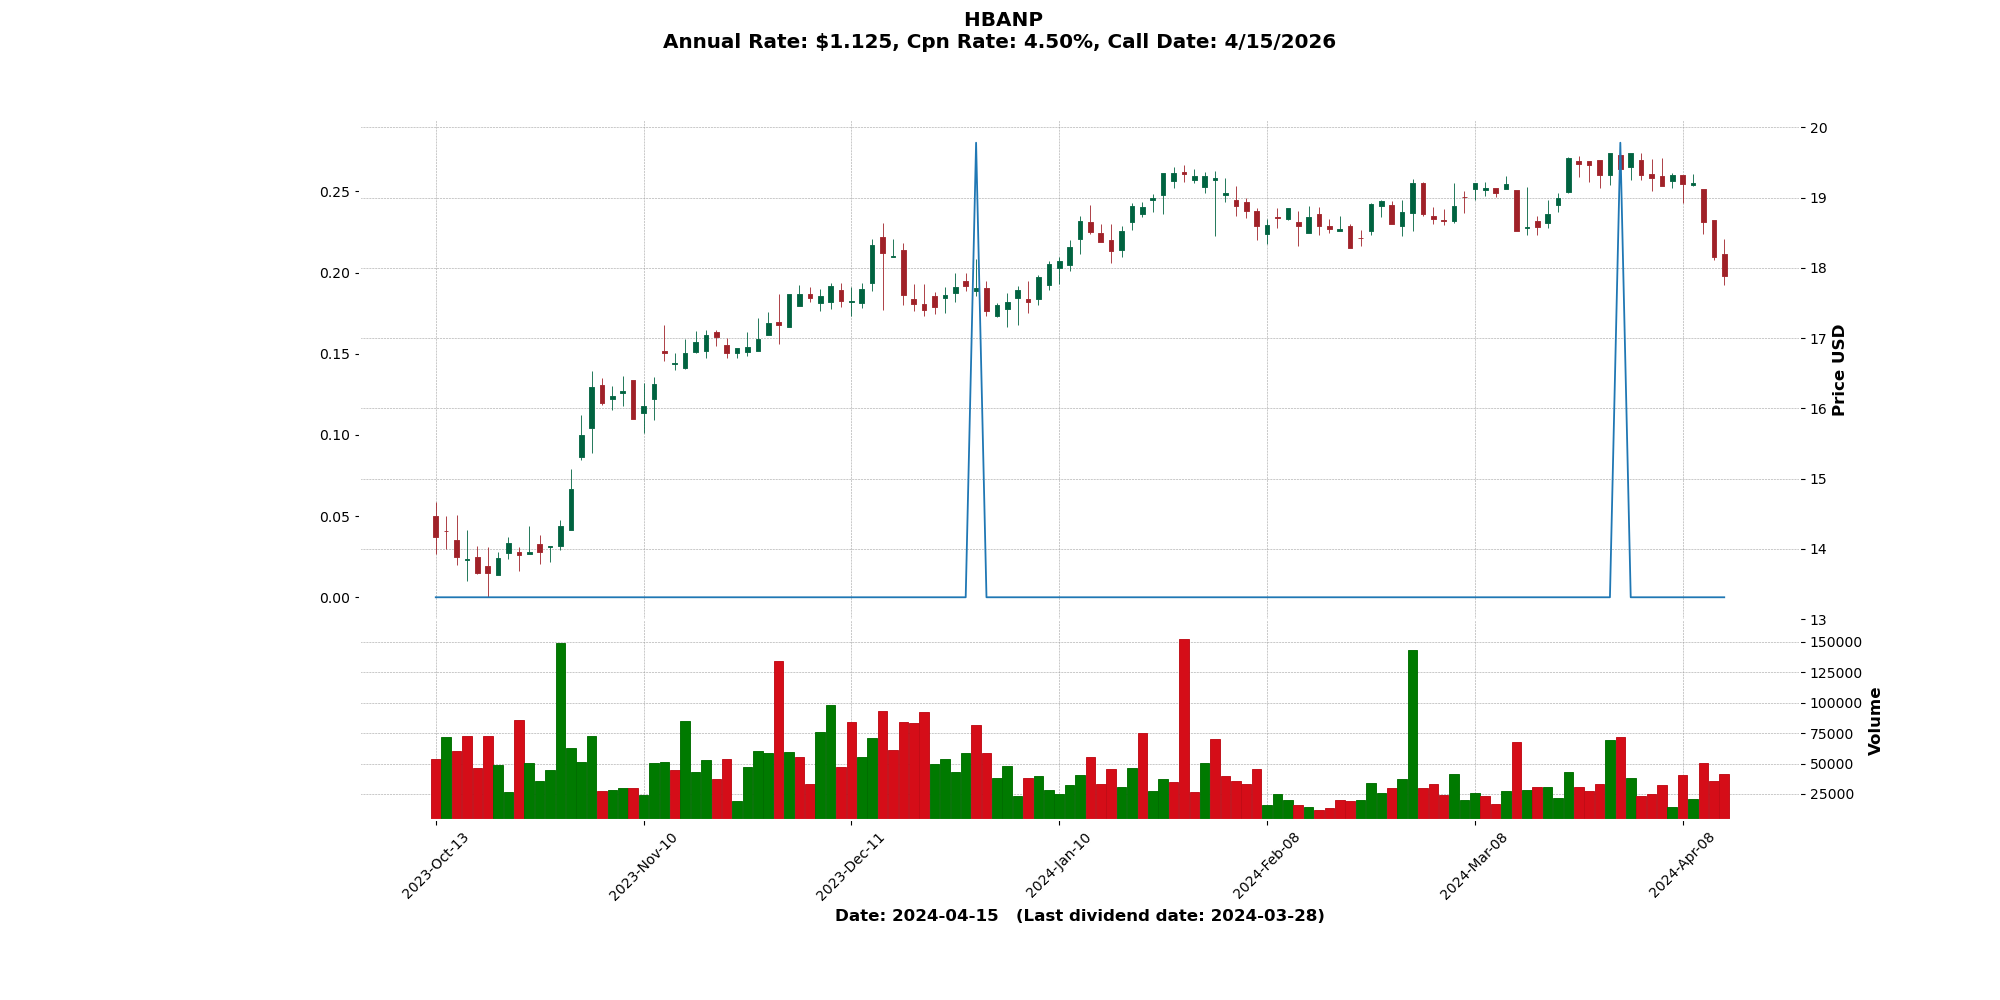 HBANP
Annual Rate: $1.125, Cpn Rate: 4.50%, Call Date: 4/15/2026
0.25
0.20
0.15
0.10
0.05
0.00
20
19
18
17
16
15
14
13
Price USD
150000
125000
100000
75000
50000
25000
Volume
2023-Oct-13
2023-Nov-10
2023-Dec-11
2024-Jan-10
2024-Feb-08
2024-Mar-08
2024-Apr-08
Date: 2024-04-15 (Last dividend date: 2024-03-28)